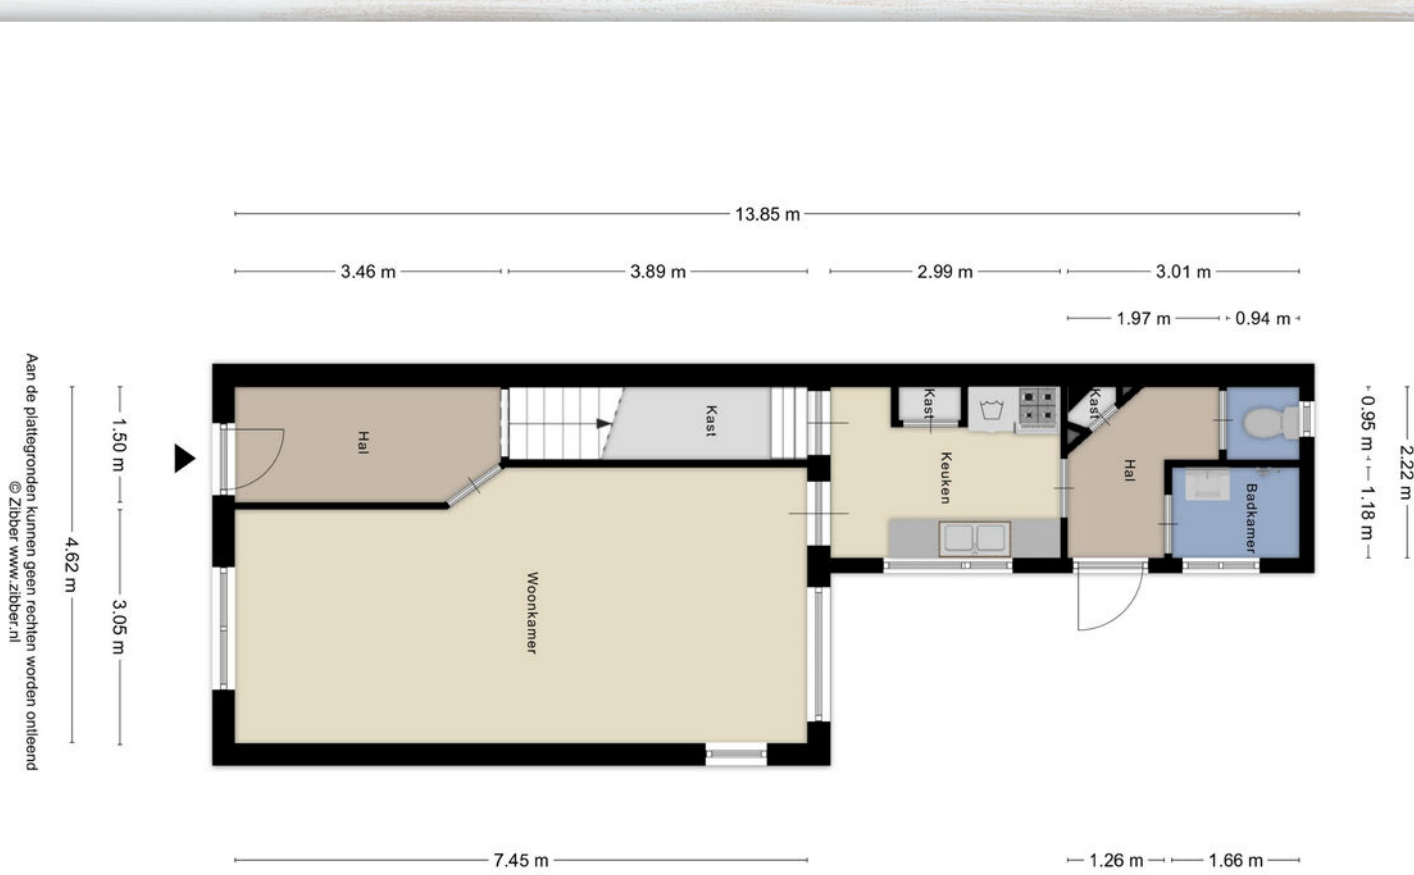 13.85 m
3.46 m
3.89 m
2.99 m
3.01 m
1.97 m
0.94 m
Hal
Kast
Kast
Kast
Keuken
Hal
Badkamer
Woonkamer
1.50 m
4.62 m
3.05 m
0.95 m
1.18 m
2.22 m
7.45 m
1.26 m
1.66 m
Aan de plattegronden kunnen geen rechten worden ontleend
© Zibber www.zibber.nl